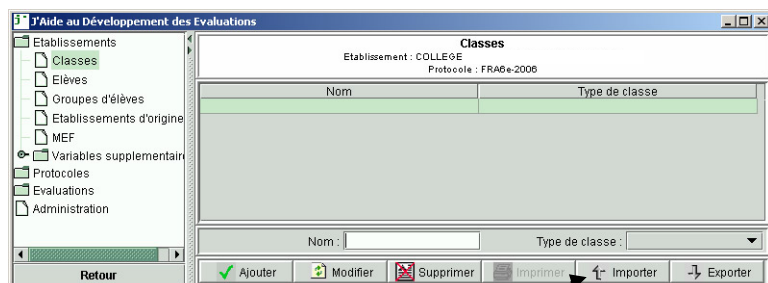 J'Aide au Développement des Evaluations
Etablissements
Classes
Elèves
Groupes d'élèves
Etablissements d'origine
MEF
Variables supplementair
Protocoles
Evaluations
Administration
Retour
Classes
Etablissement : COLLEGE
Protocole : FRA6e-2006
Nom Type de classe
Nom : Type de classe :
Ajouter Modifier Supprimer Imprimer Importer Exporter